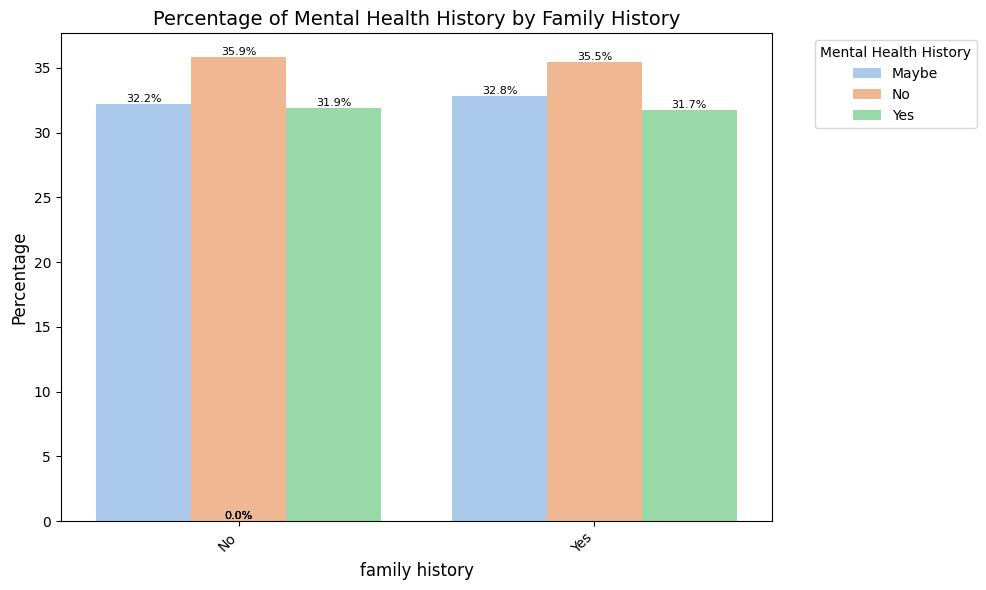 Percentage of Mental Health History by Family History
Percentage
35
30
25
20
15
10
5
0
32.2%
35.9%
31.9%
32.8%
35.5%
31.7%
0.0%
No
Yes
family history
Mental Health History
Maybe
No
Yes